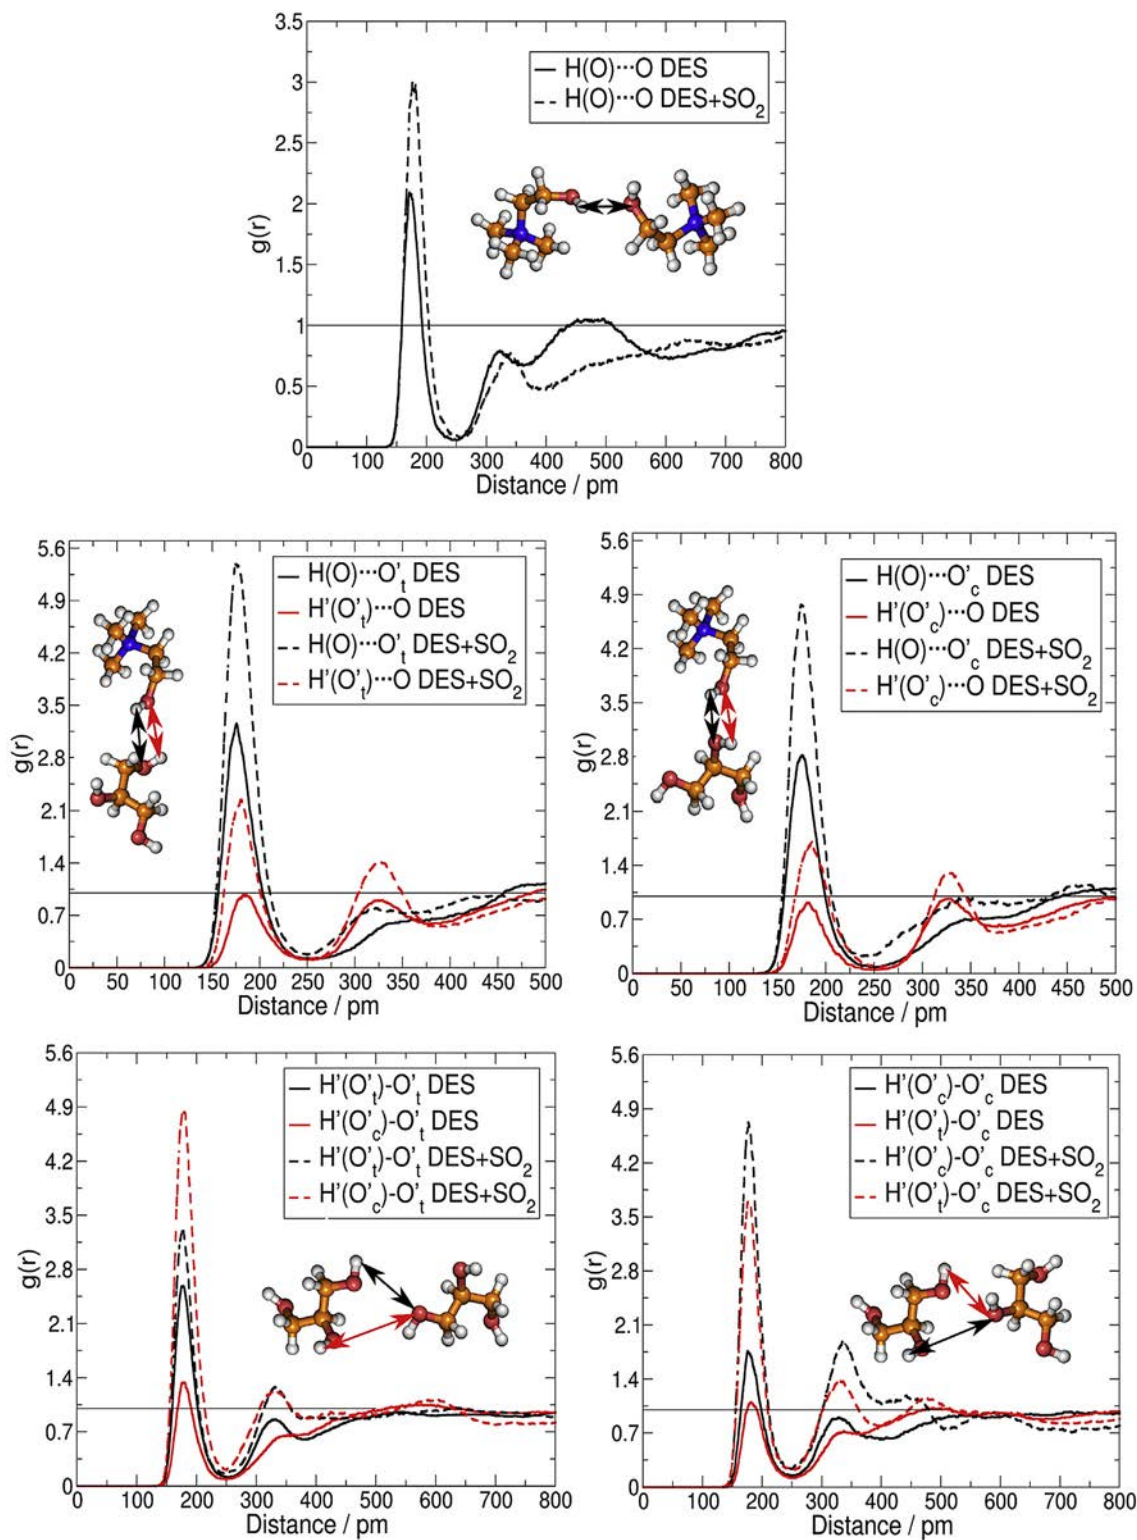 3.5
3
2.5
2
1.5
1
0.5
0
g(r)
H(O)···O DES
H(O)···O DES+SO₂
0 100 200 300 400 500 600 700 800
Distance / pm
5.6
4.9
4.2
3.5
2.8
2.1
1.4
0.7
0
g(r)
H(O)···O'ₜ DES
H'(O'ₜ)···O DES
H(O)···O'ₜ DES+SO₂
H'(O'ₜ)···O DES+SO₂
0 50 100 150 200 250 300 350 400 450 500
Distance / pm
5.6
4.9
4.2
3.5
2.8
2.1
1.4
0.7
0
g(r)
H(O)···O'c DES
H'(O'c)···O DES
H(O)···O'c DES+SO₂
H'(O'c)···O DES+SO₂
0 50 100 150 200 250 300 350 400 450 500
Distance / pm
5.6
4.9
4.2
3.5
2.8
2.1
1.4
0.7
0
g(r)
H'(O'ₜ)-O'ₜ DES
H'(O'c)-O'ₜ DES
H'(O'ₜ)-O'ₜ DES+SO₂
H'(O'c)-O'ₜ DES+SO₂
0 100 200 300 400 500 600 700 800
Distance / pm
5.6
4.9
4.2
3.5
2.8
2.1
1.4
0.7
0
g(r)
H'(O'c)-O'c DES
H'(O'ₜ)-O'c DES
H'(O'c)-O'c DES+SO₂
H'(O'ₜ)-O'c DES+SO₂
0 100 200 300 400 500 600 700 800
Distance / pm